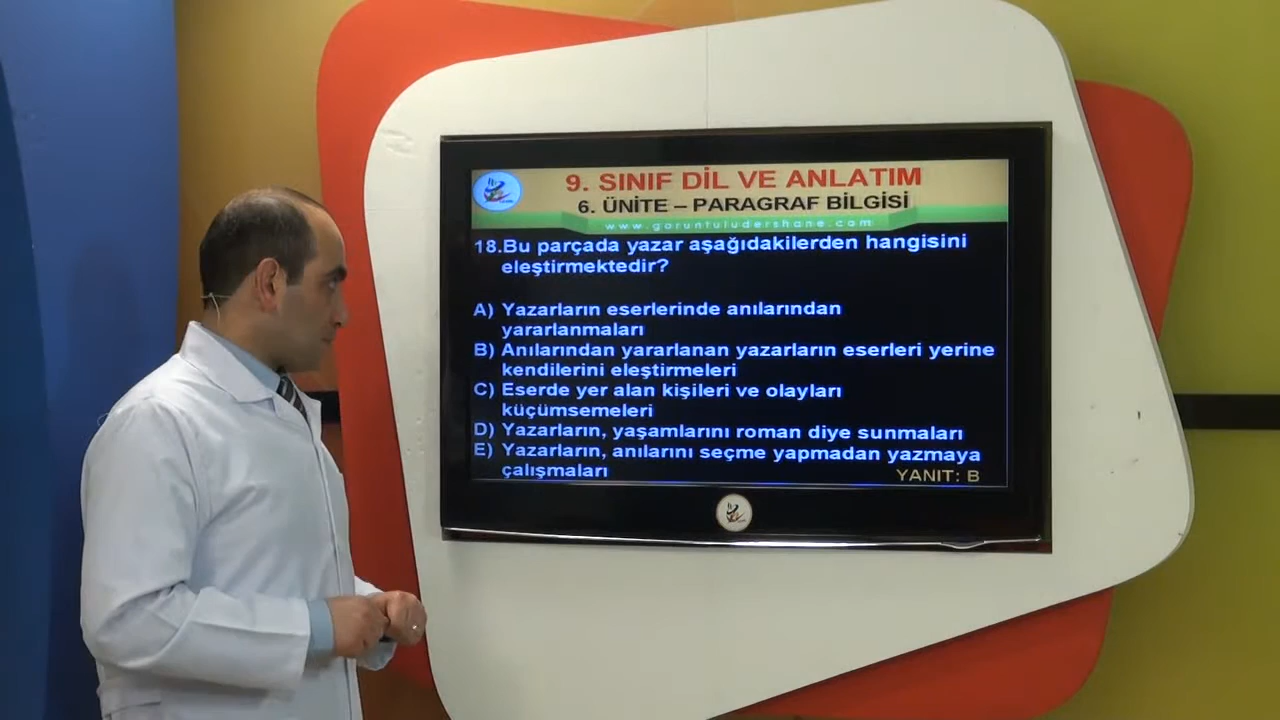 9. SINIF DİL VE ANLATIM
6. ÜNİTE – PARAGRAF BİLGİSİ
www.goruntuludershane.com
18.Bu parçada yazar aşağıdakilerden hangisini
eleştirmektedir?
A) Yazarların eserlerinde anılarından
yararlanmaları
B) Anılarından yararlanan yazarların eserleri yerine
kendilerini eleştirmeleri
C) Eserde yer alan kişileri ve olayları
küçümsemeleri
D) Yazarların, yaşamlarını roman diye sunmaları
E) Yazarların, anılarını seçme yapmadan yazmaya
çalışmaları
YANIT: B